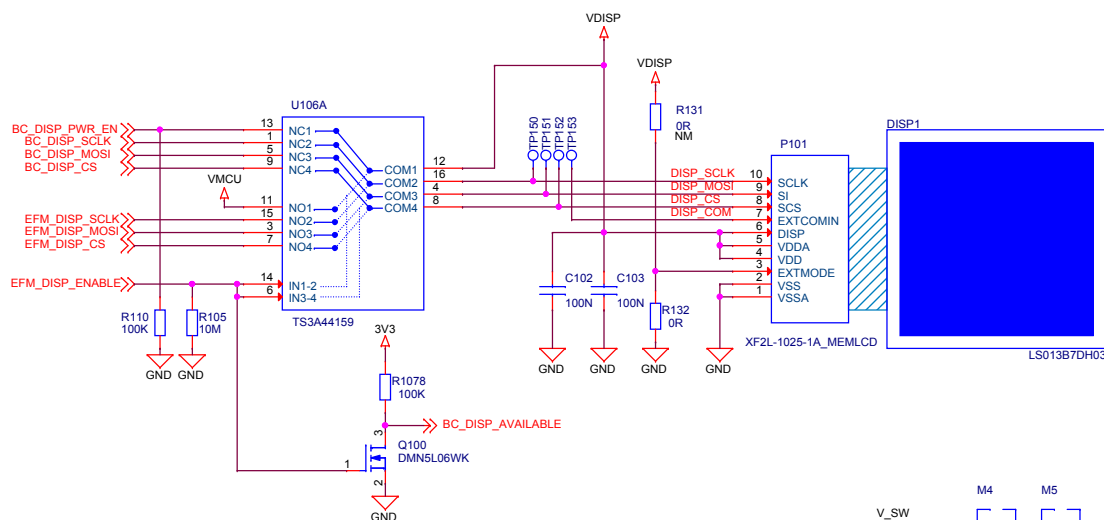 VDISP
VDISP
U106A
R131
0R
NM
TP150
TP151
TP152
TP153
DISP1
P101
BC_DISP_PWR_EN 13 NC1
BC_DISP_SCLK 1 NC2
BC_DISP_MOSI 5 NC3
BC_DISP_CS 9 NC4
COM1 12
COM2 16
COM3 4
COM4 8
VMCU 11 NO1
EFM_DISP_SCLK 15 NO2
EFM_DISP_MOSI 3 NO3
EFM_DISP_CS 7 NO4
EFM_DISP_ENABLE 14 IN1-2
6 IN3-4
DISP_SCLK 10 SCLK
DISP_MOSI 9 SI
DISP_CS 8 SCS
DISP_COM 7 EXTCOMIN
6 DISP
5 VDDA
4 VDD
3 EXTMODE
2 VSS
1 VSSA
C102
100N
C103
100N
R132
0R
R110
100K
R105
10M
TS3A44159
3V3
XF2L-1025-1A_MEMLCD
LS013B7DH03
GND GND GND GND GND GND
R1078
100K
BC_DISP_AVAILABLE
3
Q100
DMN5L06WK
1
2
GND
V_SW
M4
M5